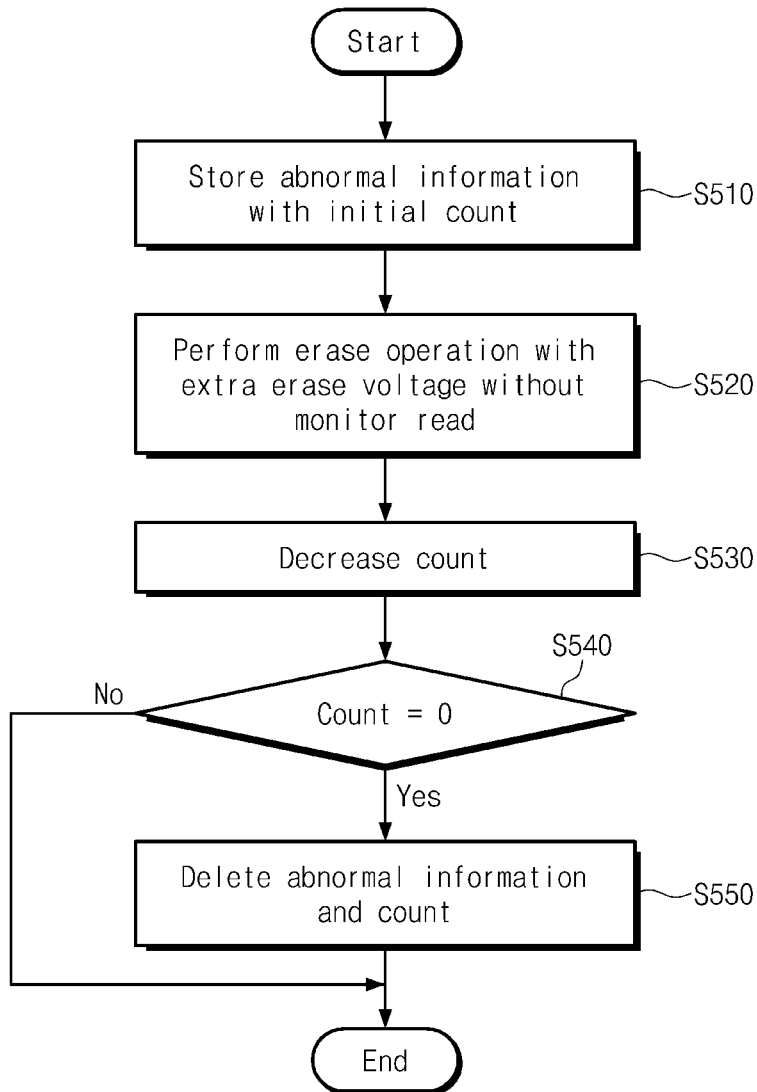 Start
Store abnormal information
with initial count
S510
Perform erase operation with
extra erase voltage without
monitor read
S520
Decrease count
S530
S540
No
Count = 0
Yes
Delete abnormal information
and count
S550
End